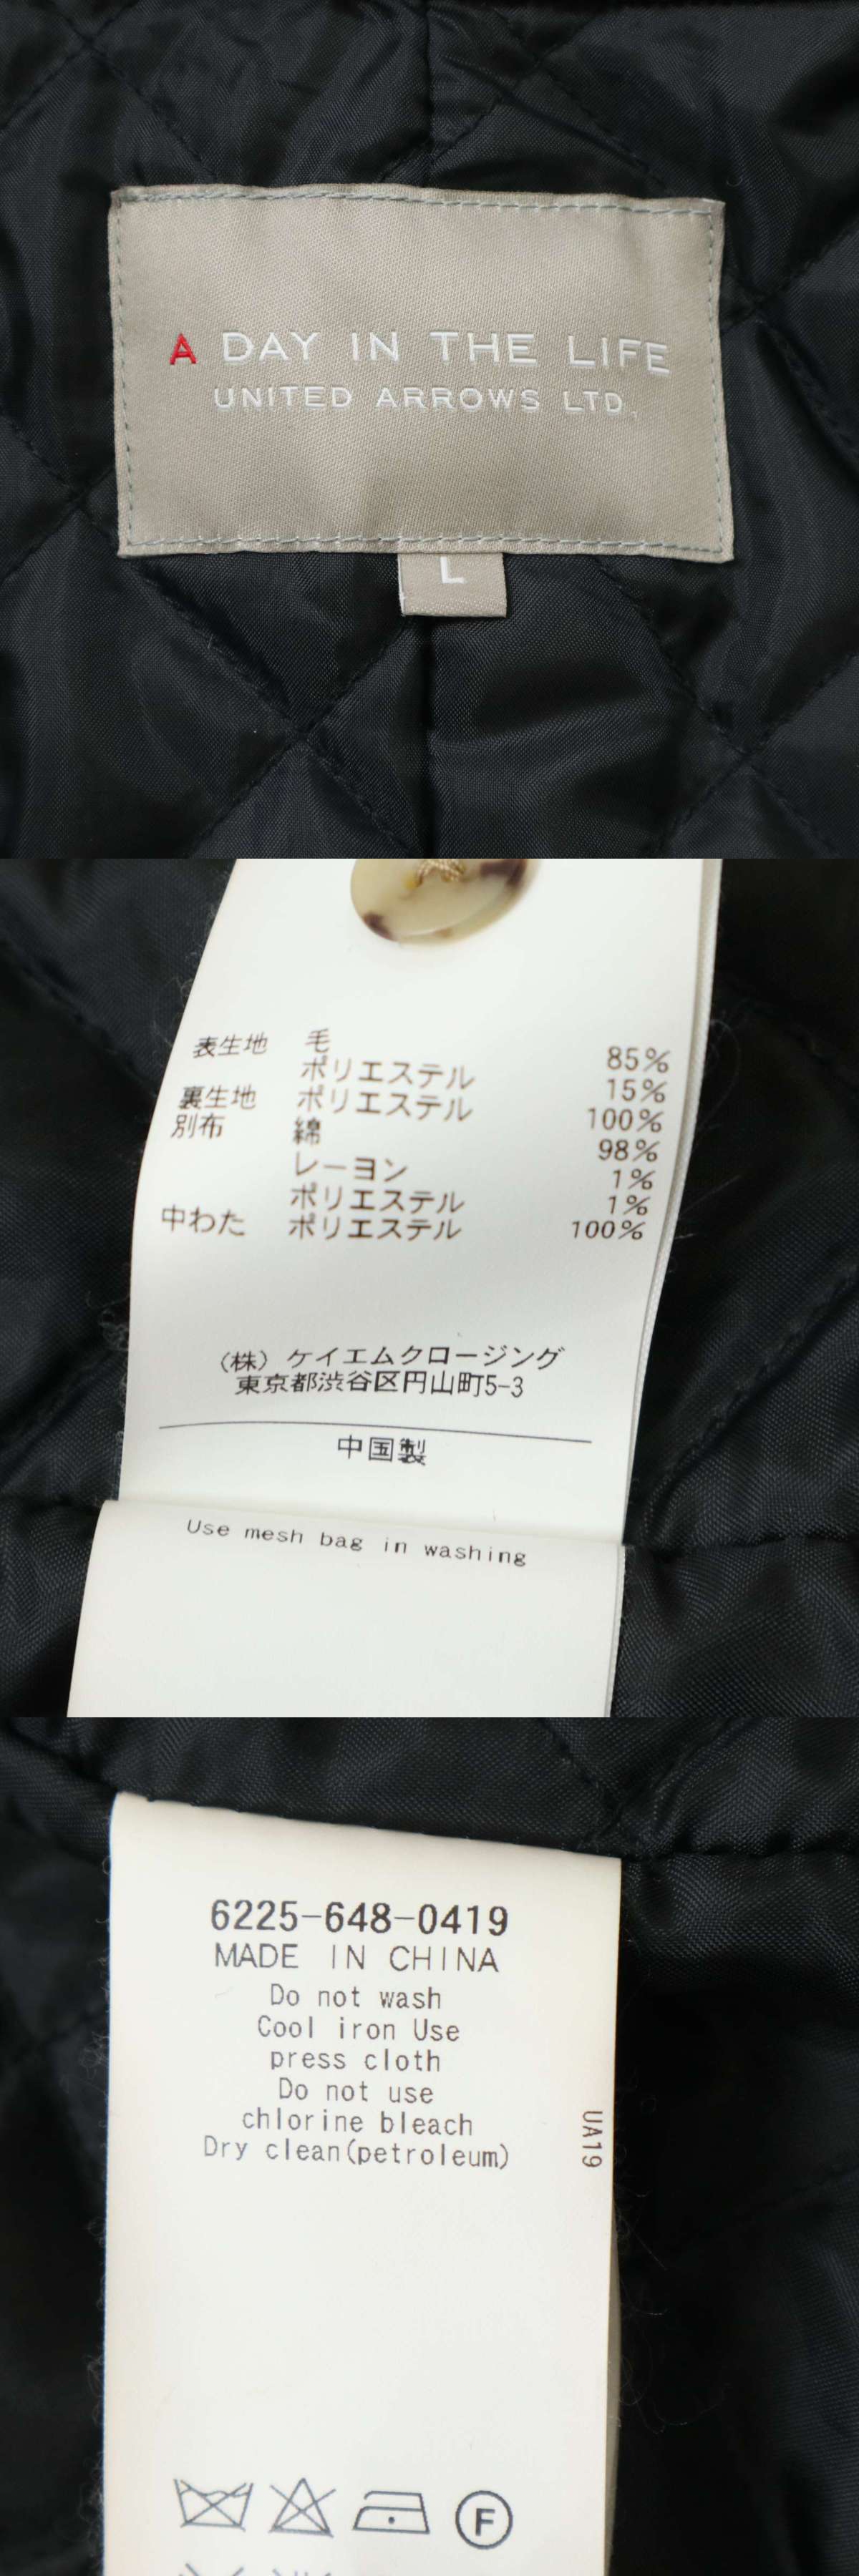 A DAY IN THE LIFE
UNITED ARROWS LTD.
L
表生地 毛 85%
ポリエステル 15%
裏生地 ポリエステル 100%
別布 綿 98%
レーヨン 1%
ポリエステル 1%
中わた ポリエステル 100%
(株) ケイエムクロージング
東京都渋谷区円山町5-3
中国製
Use mesh bag in washing
6225-648-0419
MADE IN CHINA
Do not wash
Cool iron Use
press cloth
Do not use
chlorine bleach
Dry clean(petroleum)
UA19
F